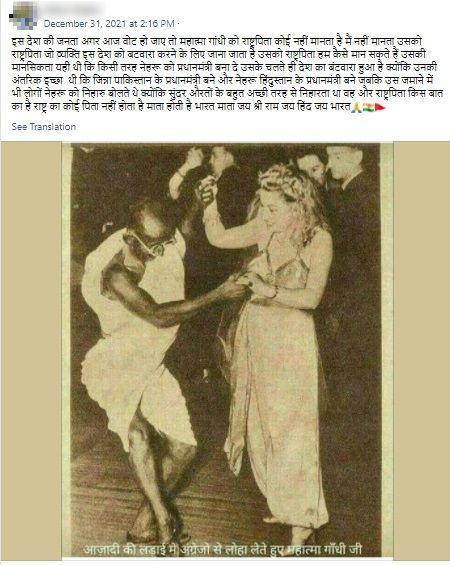 December 31, 2021 at 2:16 PM ·
इस देश की जनता अगर आज वोट हो जाए तो महात्मा गांधी को राष्ट्रपिता कोई नहीं मानता है मैं नहीं मानता उसको
राष्ट्रपिता जो व्यक्ति इस देश को बटवारा करने के लिए जाना जाता है उसको राष्ट्रपिता हम कैसे मान सकते हैं उसकी
मानसिकता यही थी कि किसी तरह नेहरू को प्रधानमंत्री बना दे उसके चलते ही देश का बंटवारा हुआ है क्योंकि उनकी
अंतरिक इच्छा थी कि जिन्ना पाकिस्तान के प्रधानमंत्री बने और नेहरू हिंदुस्तान के प्रधानमंत्री बने जबकि उस जमाने में
भी लोगों नेहरू को निहारु बोलते थे क्योंकि सुंदर औरतों के बहुत अच्छी तरह से निहारता था वह और राष्ट्रपिता किस बात
का है राष्ट्र का कोई पिता नहीं होता है माता होती है भारत माता जय श्री राम जय हिंद जय भारत🙏🇮🇳🚩
See Translation
आज़ादी की लडाई में अंग्रेजो से लोहा लेते हुए महात्मा गाँधी जी